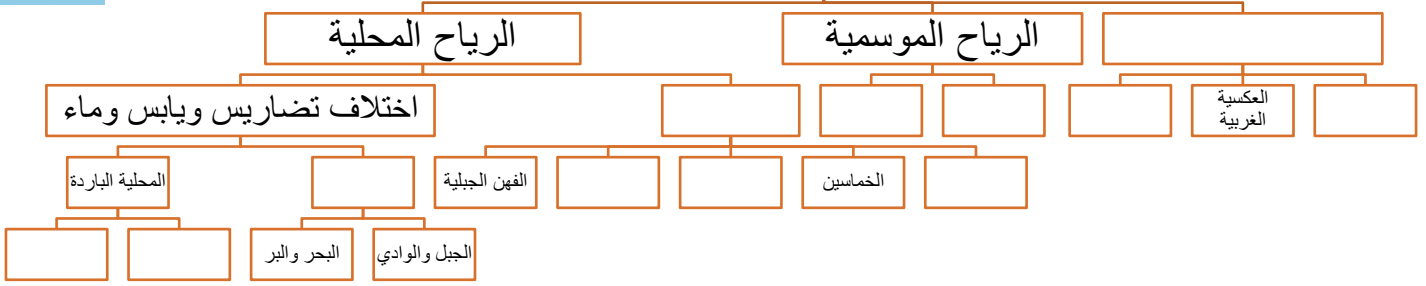 الرياح الموسمية
الرياح المحلية
العكسية
الغربية
اختلاف تضاريس ويابس وماء
الخماسين
الفهن الجبلية
المحلية الباردة
الجبل والوادي
البحر والبر